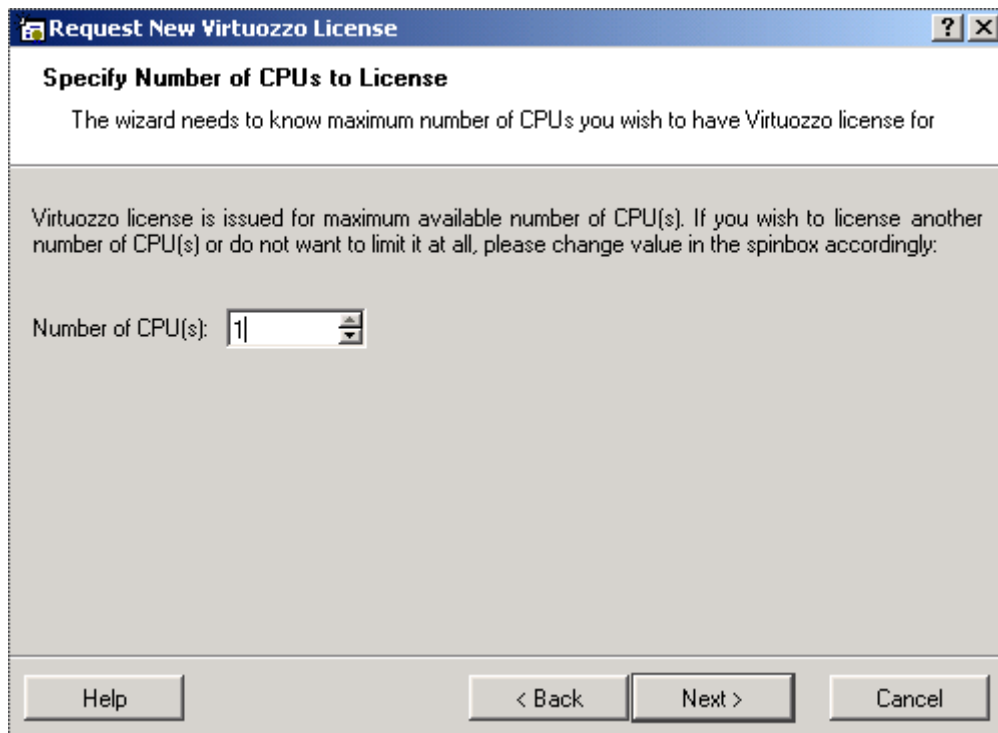 Request New Virtuozzo License
Specify Number of CPUs to License
The wizard needs to know maximum number of CPUs you wish to have Virtuozzo license for
Virtuozzo license is issued for maximum available number of CPU(s). If you wish to license another
number of CPU(s) or do not want to limit it at all, please change value in the spinbox accordingly:
Number of CPU(s): 1
Help < Back Next > Cancel